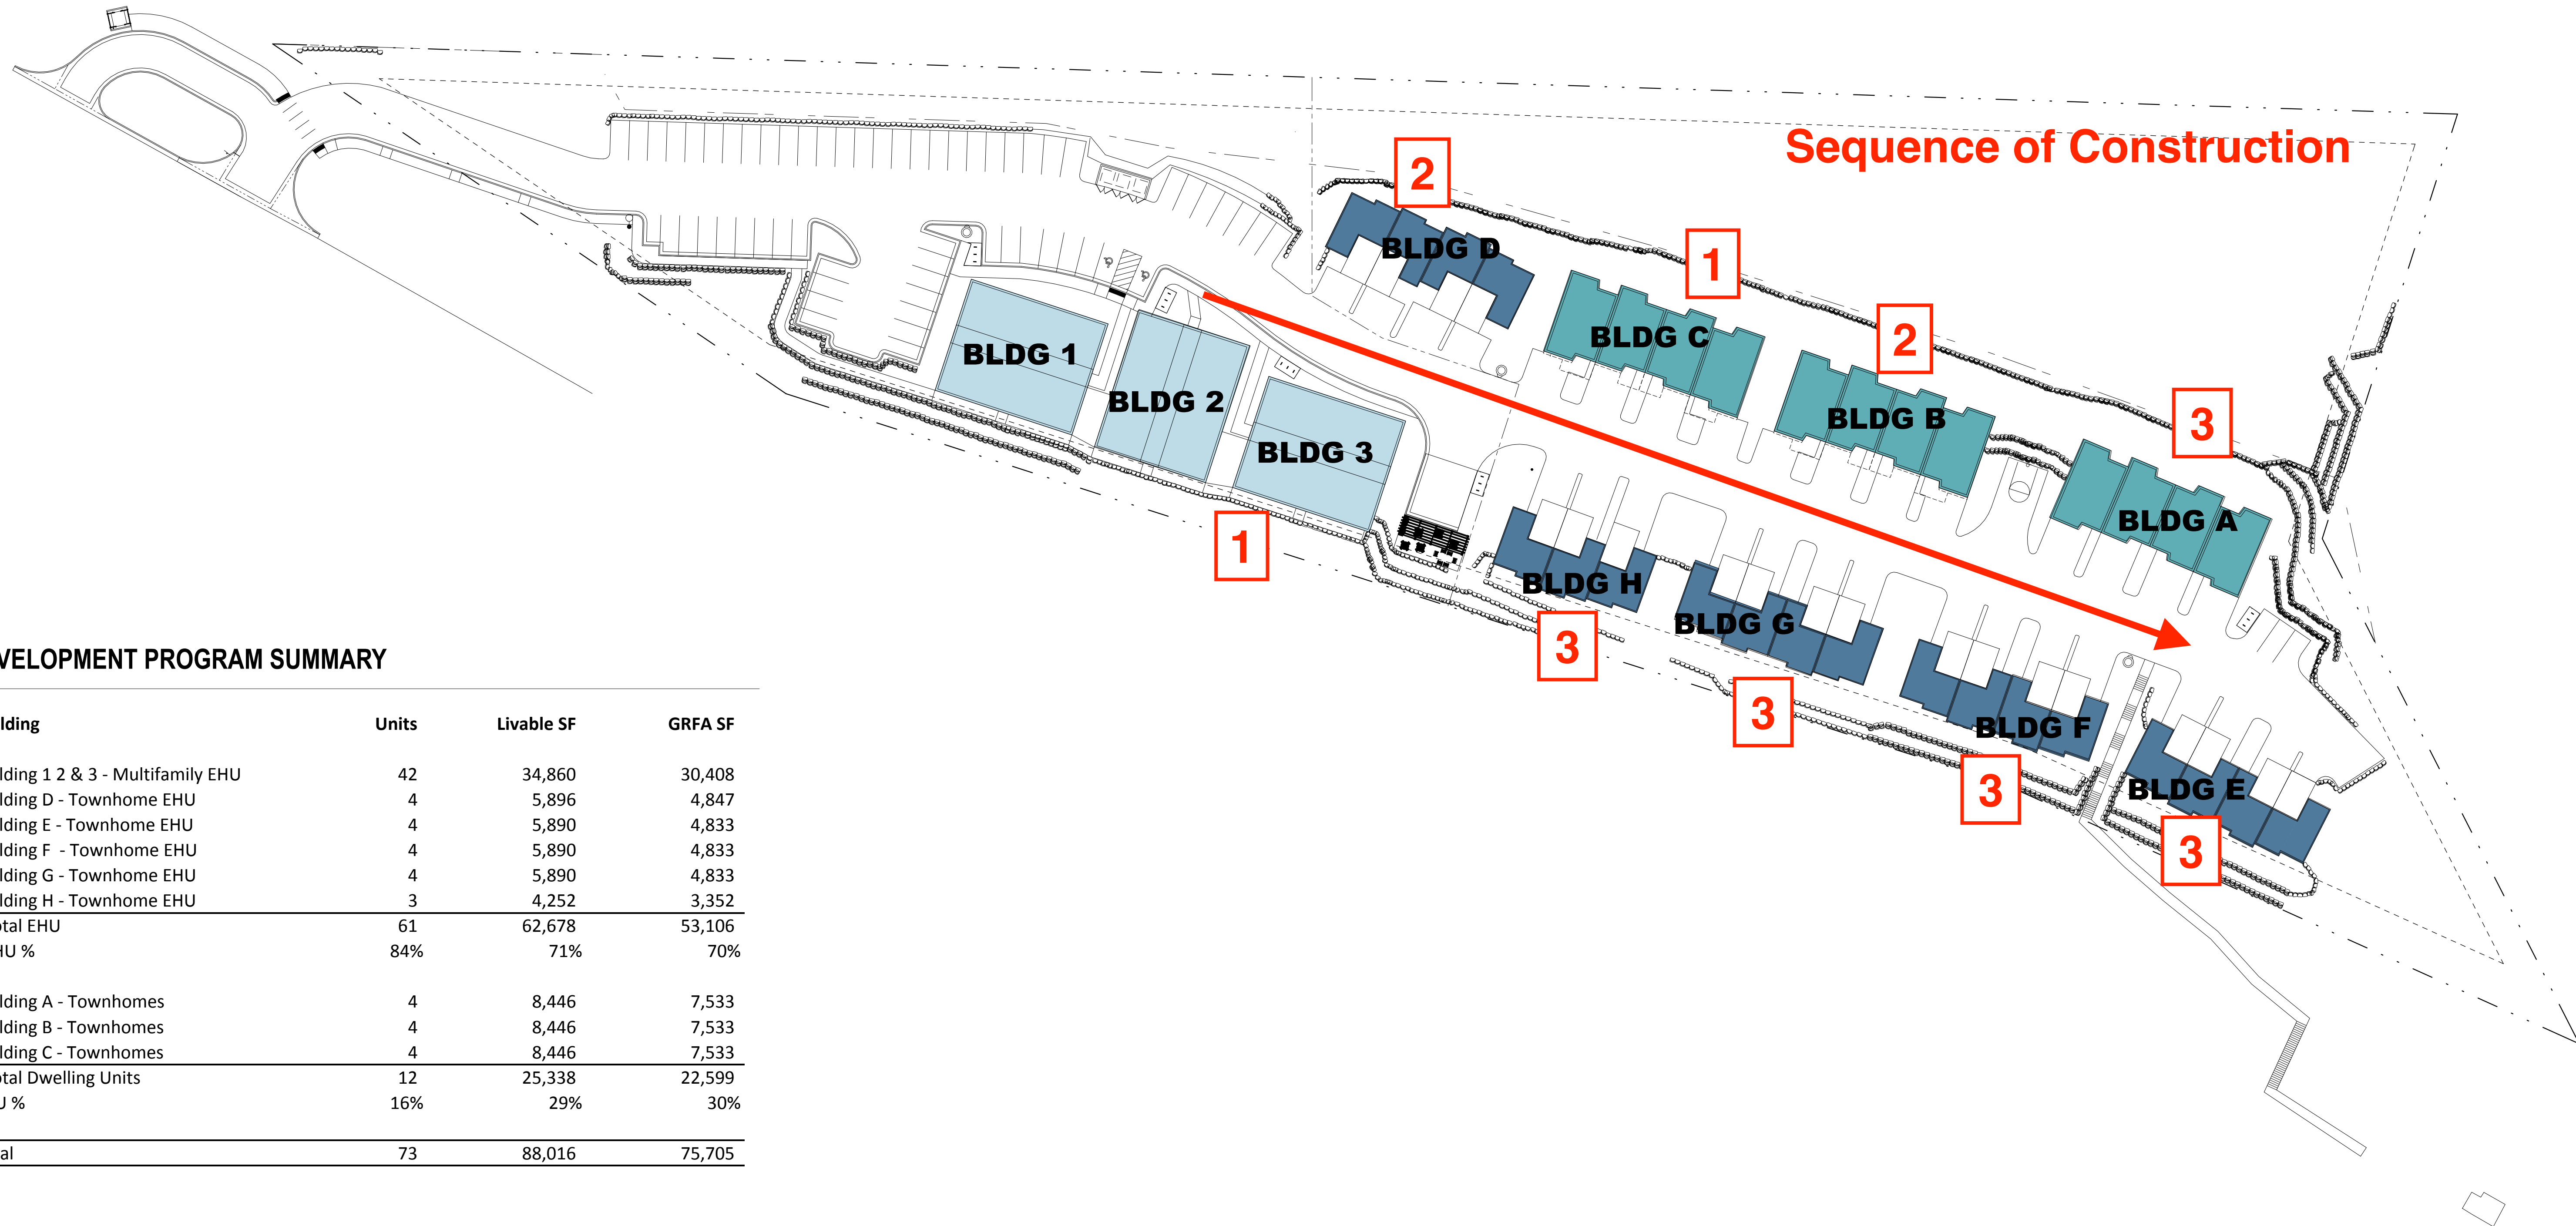 Sequence of Construction
2
1
2
3
BLDG D
BLDG C
BLDG B
BLDG A
BLDG 1
BLDG 2
BLDG 3
1
BLDG H
BLDG G
BLDG F
BLDG E
3
3
3
3
VELOPMENT PROGRAM SUMMARY
lding Units Livable SF GRFA SF
lding 1 2 & 3 - Multifamily EHU 42 34,860 30,408
lding D - Townhome EHU 4 5,896 4,847
lding E - Townhome EHU 4 5,890 4,833
lding F - Townhome EHU 4 5,890 4,833
lding G - Townhome EHU 4 5,890 4,833
lding H - Townhome EHU 3 4,252 3,352
otal EHU 61 62,678 53,106
HU % 84% 71% 70%
lding A - Townhomes 4 8,446 7,533
lding B - Townhomes 4 8,446 7,533
lding C - Townhomes 4 8,446 7,533
otal Dwelling Units 12 25,338 22,599
U % 16% 29% 30%
al 73 88,016 75,705